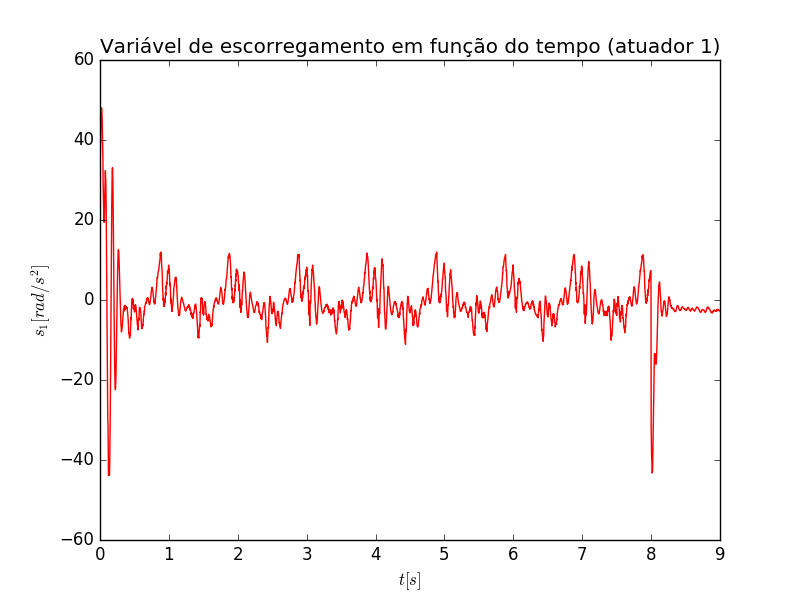 Variável de escorregamento em função do tempo (atuador 1)
60
40
20
0
−20
−40
−60
s₁[rad/s²]
0 1 2 3 4 5 6 7 8 9
t[s]